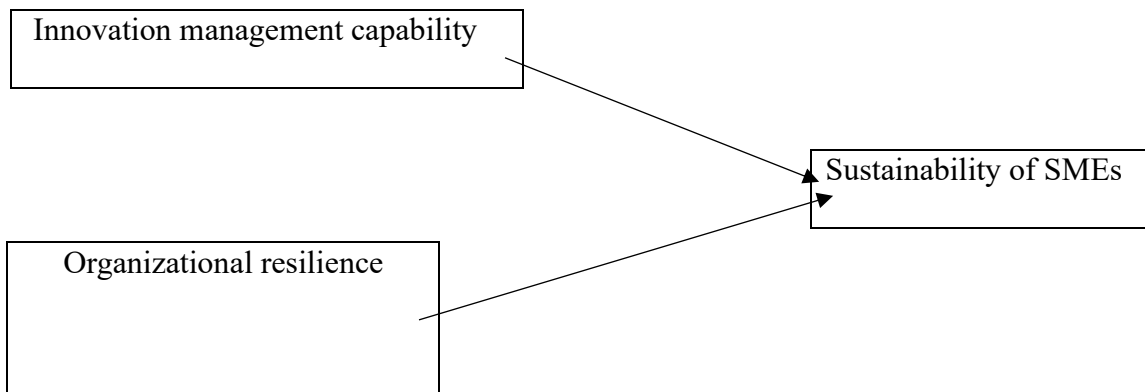 Innovation management capability
Sustainability of SMEs
Organizational resilience